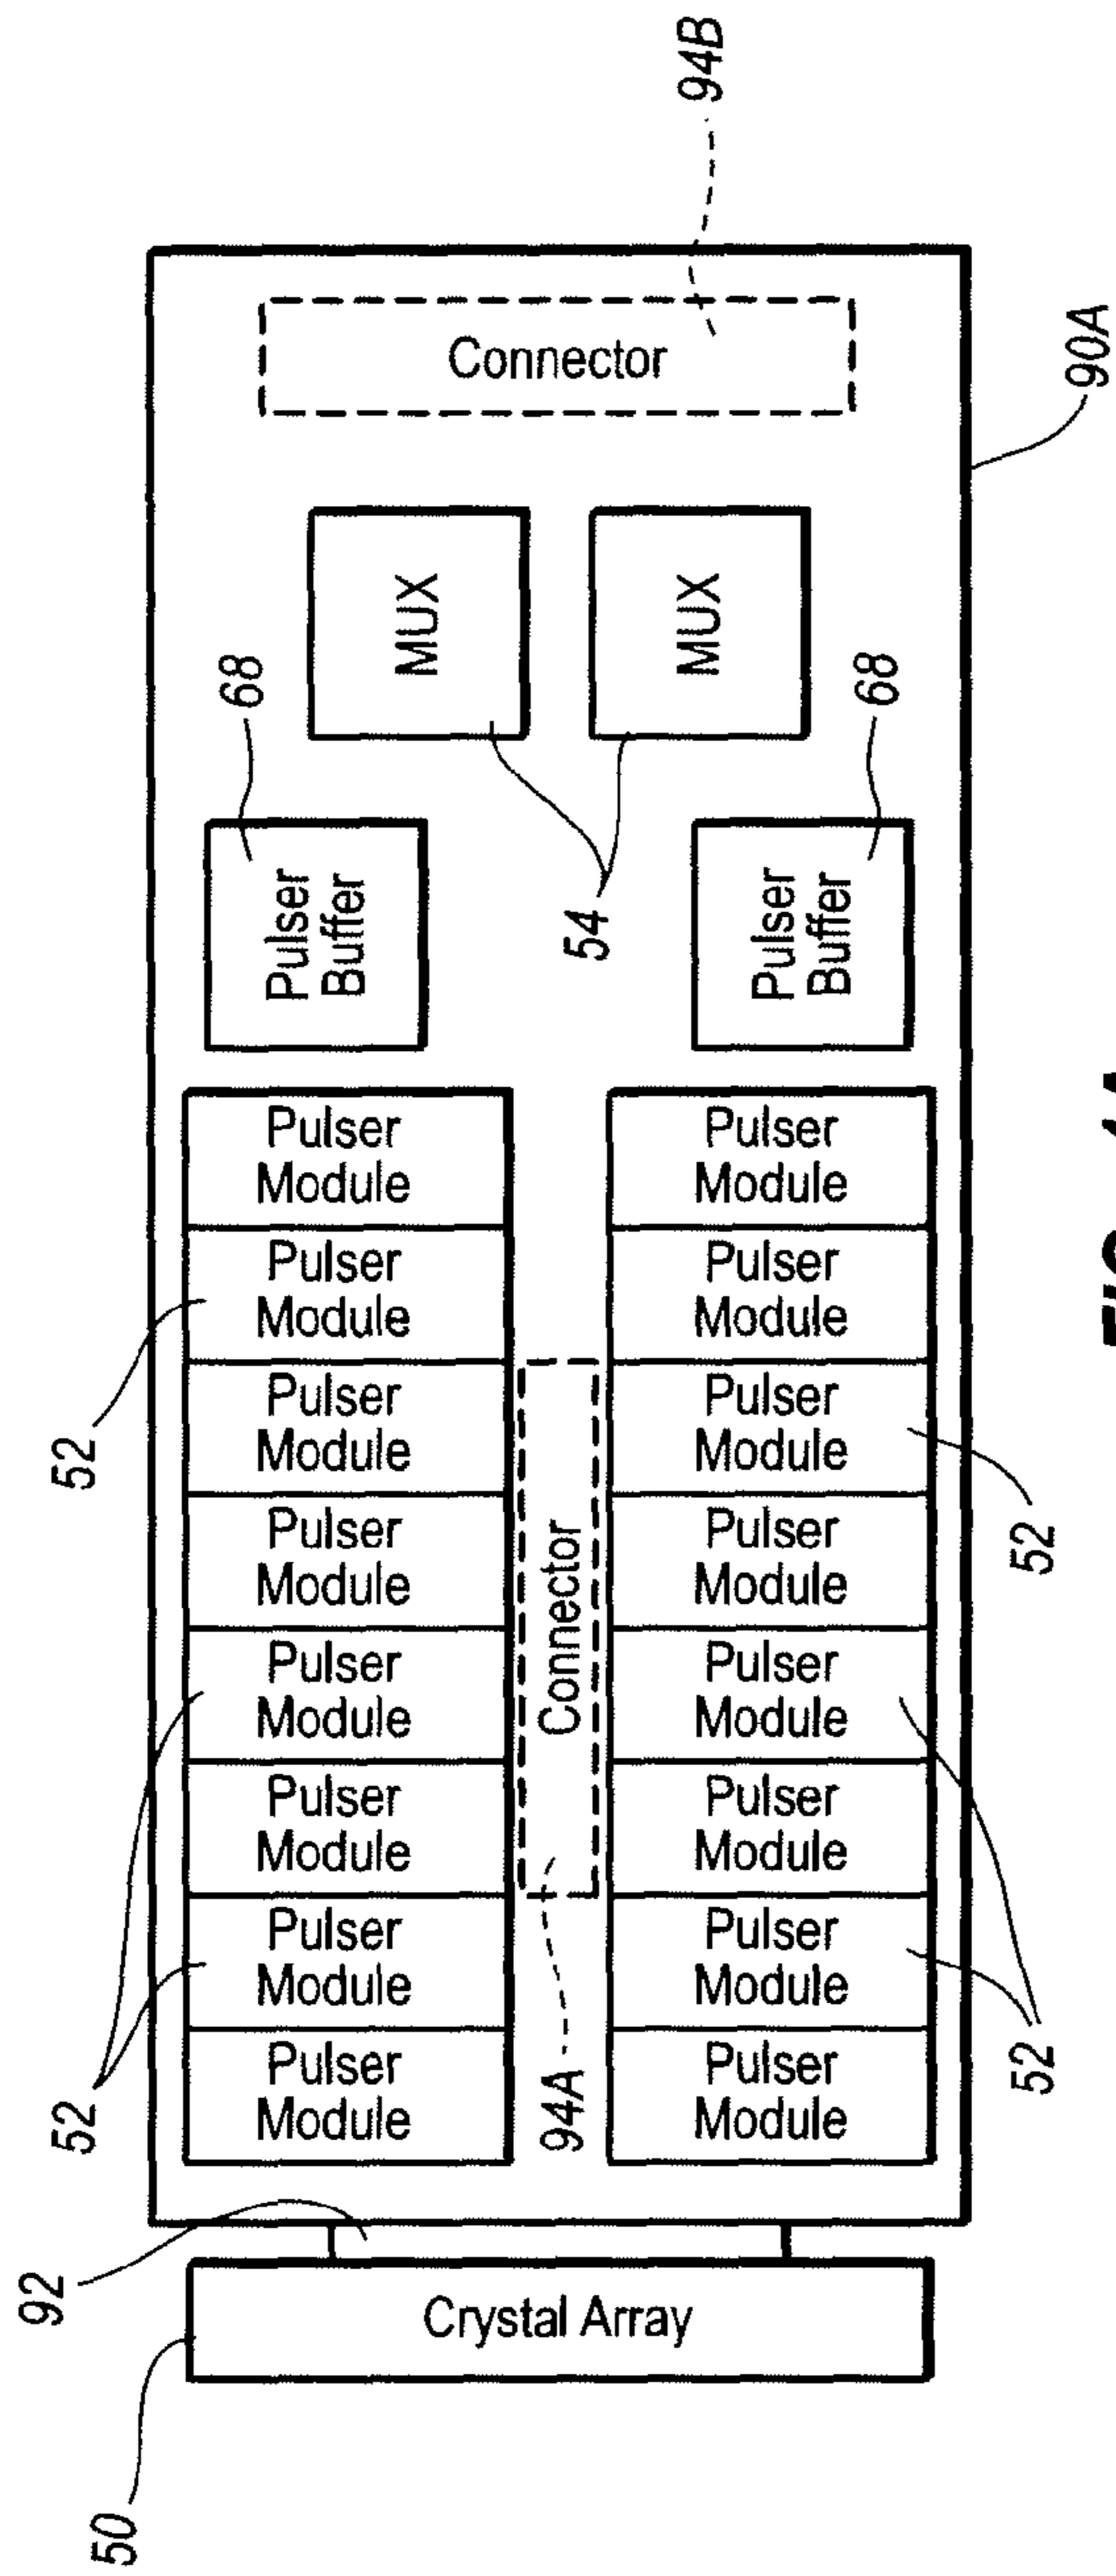 94B
Connector
90A
MUX
MUX
54
68
68
Pulser
Buffer
Pulser
Buffer
Pulser
Module
Pulser
Module
Pulser
Module
Pulser
Module
Pulser
Module
Pulser
Module
Pulser
Module
Pulser
Module
Pulser
Module
Pulser
Module
Pulser
Module
Pulser
Module
Pulser
Module
Pulser
Module
Pulser
Module
Pulser
Module
52
52
Connector
94A
52
52
92
Crystal Array
50